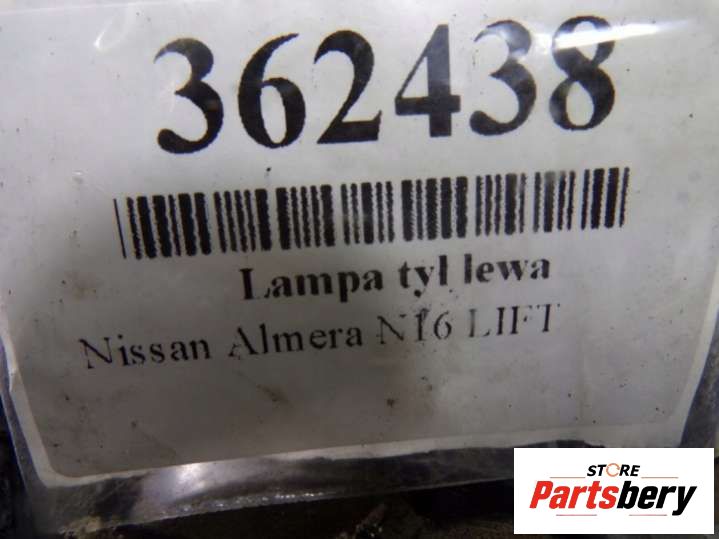 362438
Lampa tył lewa
Nissan Almera N16 LIFT
STORE
Partsbery